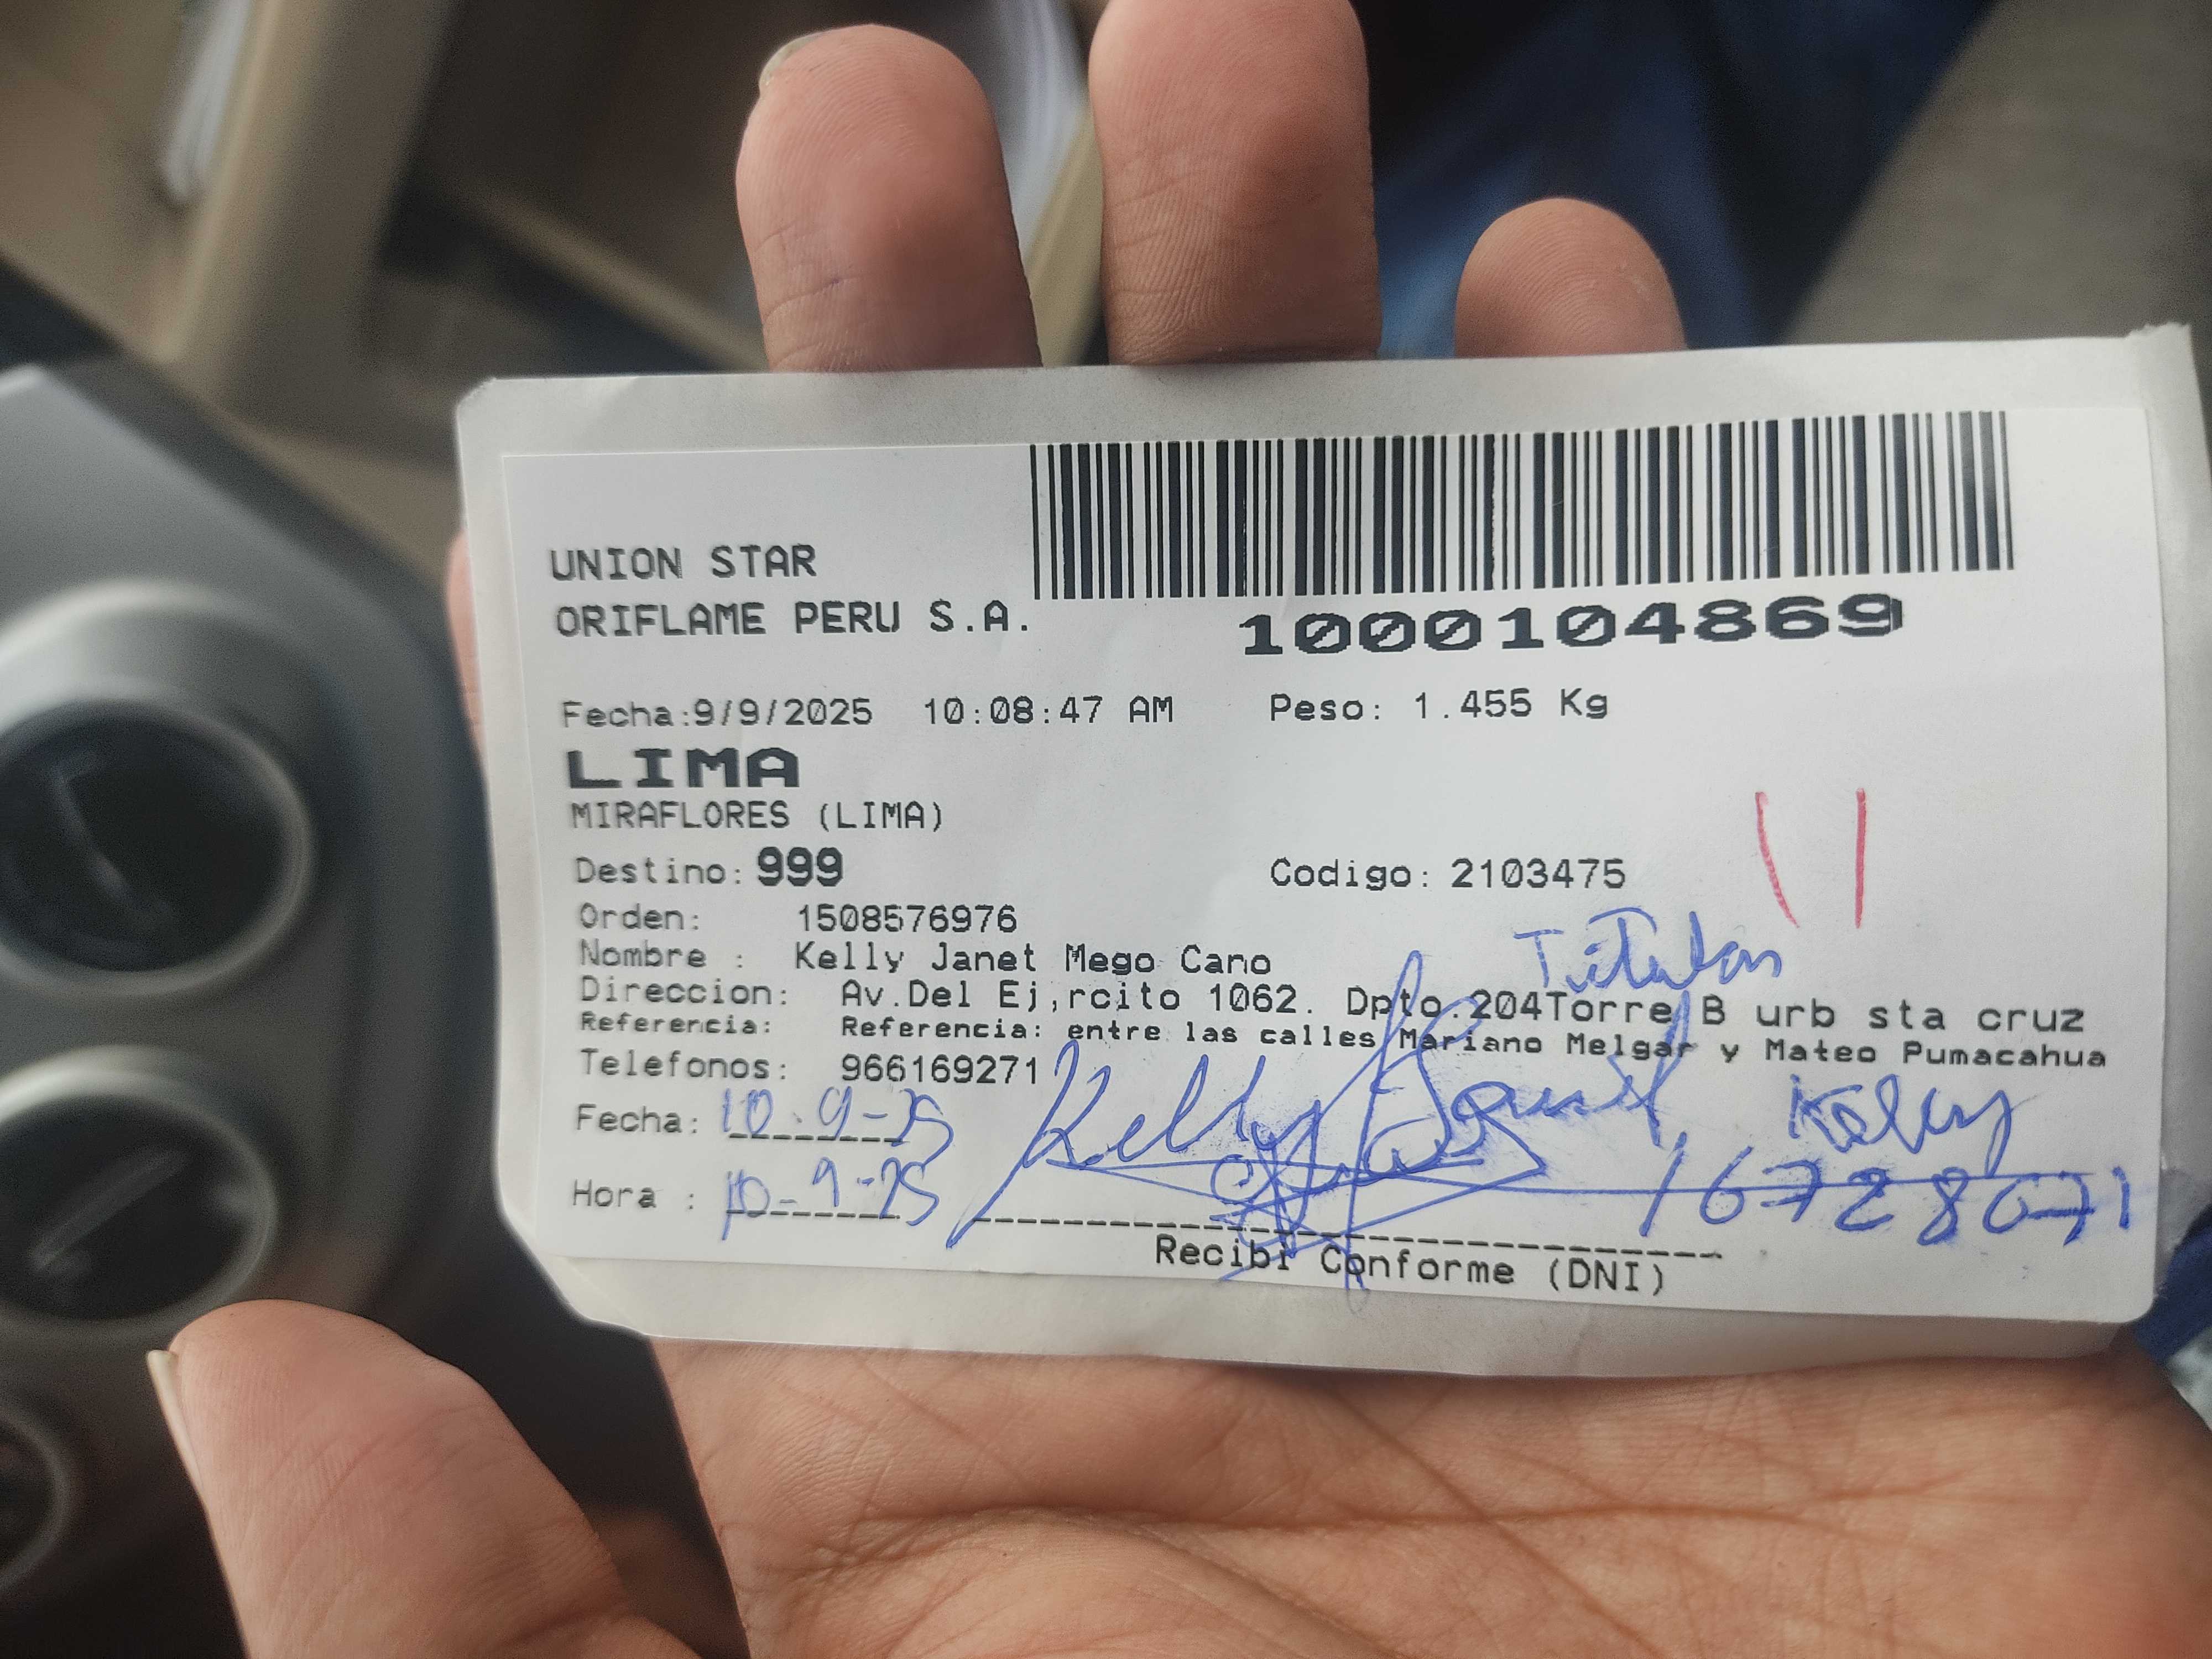 UNION STAR
ORIFLAME PERU S.A.
1000104869
Fecha:9/9/2025 10:08:47 AM Peso: 1.455 Kg
LIMA
MIRAFLORES (LIMA)
Destino: 999 Codigo: 2103475
Orden: 1508576976
Titular
Nombre : Kelly Janet Mego Cano
Direccion: Av.Del Ej,rcito 1062. Dpto.204Torre B urb sta cruz
Referencia: Referencia: entre las calles Mariano Melgar y Mateo Pumacahua
Telefonos: 966169271
Fecha: 10-9-25 Kelly Kelly
Hora : 10-9-25
Recibi Conforme (DNI)